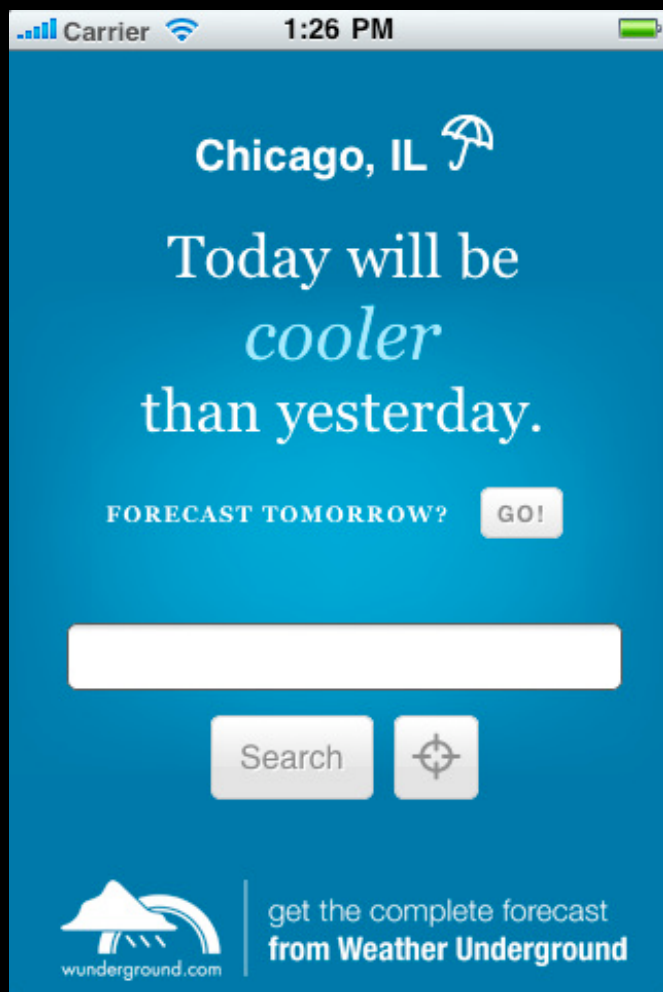 Carrier 1:26 PM
Chicago, IL
Today will be
cooler
than yesterday.
FORECAST TOMORROW? GO!
Search
get the complete forecast
from Weather Underground
wunderground.com